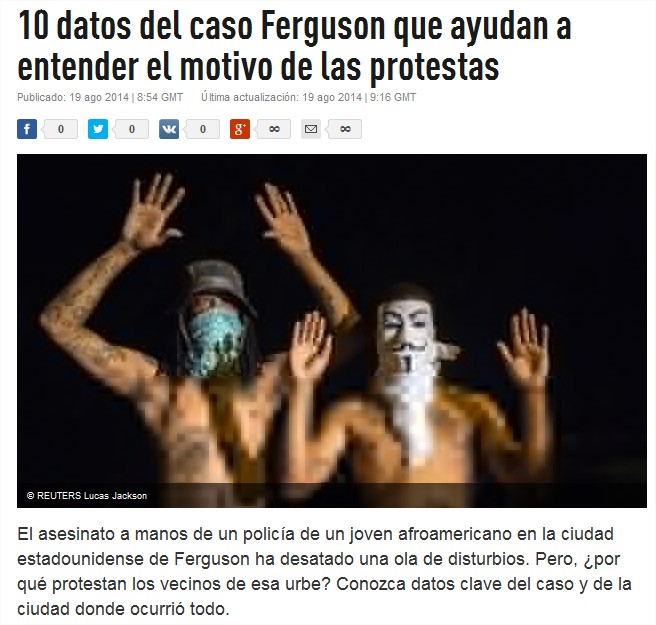 10 datos del caso Ferguson que ayudan a
entender el motivo de las protestas
Publicado: 19 ago 2014 | 8:54 GMT Última actualización: 19 ago 2014 | 9:16 GMT
f 0 0 0 g+ ∞ ∞
© REUTERS Lucas Jackson
El asesinato a manos de un policía de un joven afroamericano en la ciudad
estadounidense de Ferguson ha desatado una ola de disturbios. Pero, ¿por
qué protestan los vecinos de esa urbe? Conozca datos clave del caso y de la
ciudad donde ocurrió todo.